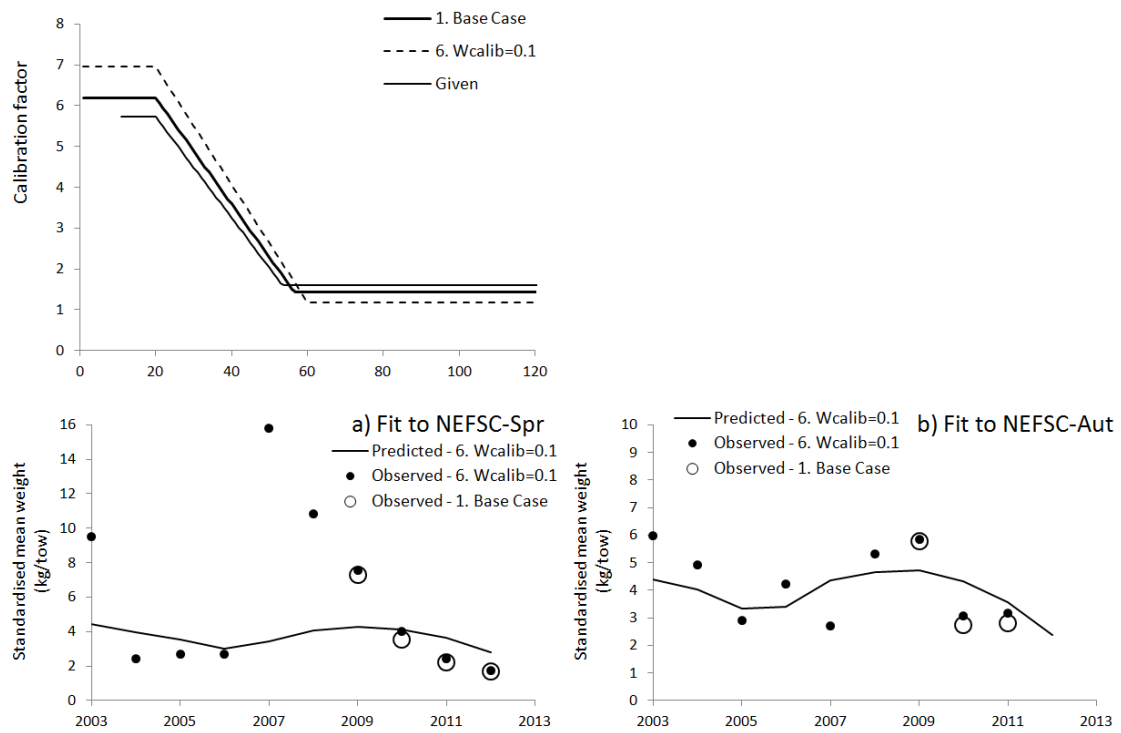 8
7
6
5
4
3
2
1
0
Calibration factor
1. Base Case
6. Wcalib=0.1
Given
0 20 40 60 80 100 120
a) Fit to NEFSC-Spr
Predicted - 6. Wcalib=0.1
Observed - 6. Wcalib=0.1
Observed - 1. Base Case
16
14
12
10
8
6
4
2
0
Standardised mean weight
(kg/tow)
2003 2005 2007 2009 2011 2013
b) Fit to NEFSC-Aut
Predicted - 6. Wcalib=0.1
Observed - 6. Wcalib=0.1
Observed - 1. Base Case
10
9
8
7
6
5
4
3
2
1
0
Standardised mean weight
(kg/tow)
2003 2005 2007 2009 2011 2013